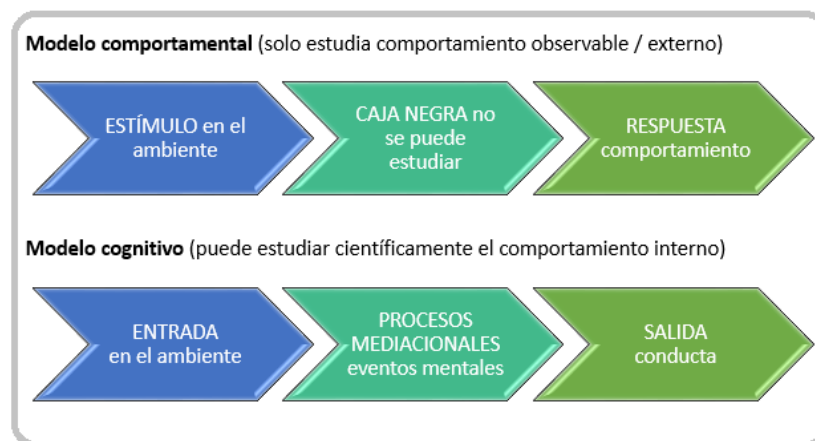 Modelo comportamental (solo estudia comportamiento observable / externo)
ESTÍMULO en el
ambiente
CAJA NEGRA no
se puede
estudiar
RESPUESTA
comportamiento
Modelo cognitivo (puede estudiar científicamente el comportamiento interno)
ENTRADA
en el ambiente
PROCESOS
MEDIACIONALES
eventos mentales
SALIDA
conducta